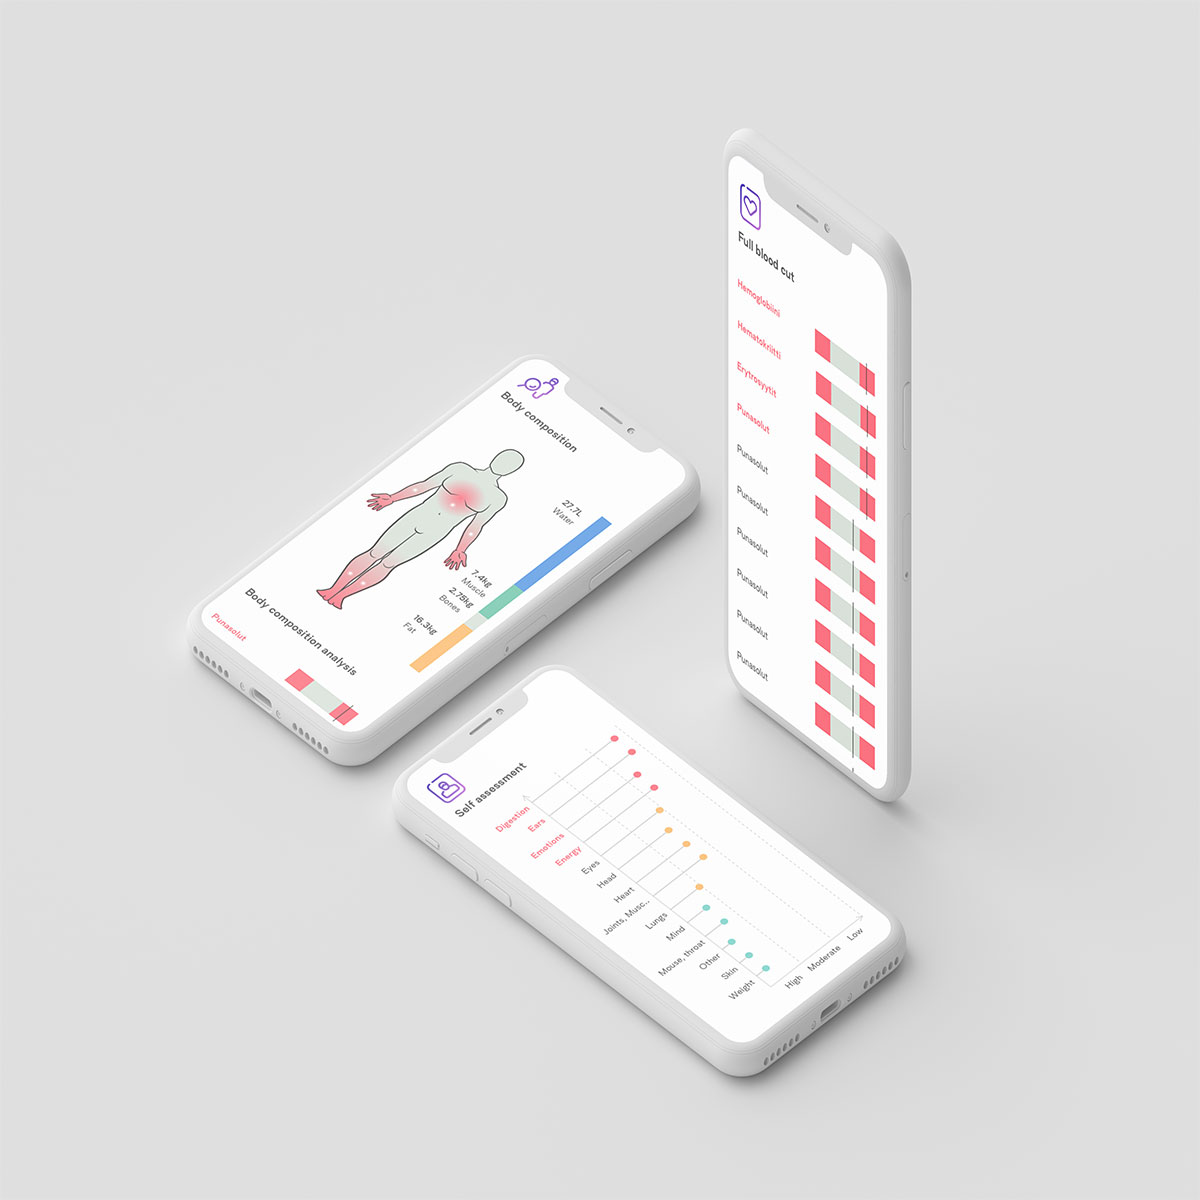 Body composition
27.7L
Water
7.4kg
Muscle
2.75kg
Bones
16.3kg
Fat
Body composition analysis
Punasolut
Full blood cut
Hemoglobiini
Hematokriitti
Erytrosyytit
Punasolut
Punasolut
Punasolut
Punasolut
Punasolut
Punasolut
Punasolut
Self assessment
Digestion
Ears
Emotions
Energy
Eyes
Head
Heart
Joints, Musc...
Lungs
Mind
Mouse, throat
Other
Skin
Weight
High
Moderate
Low